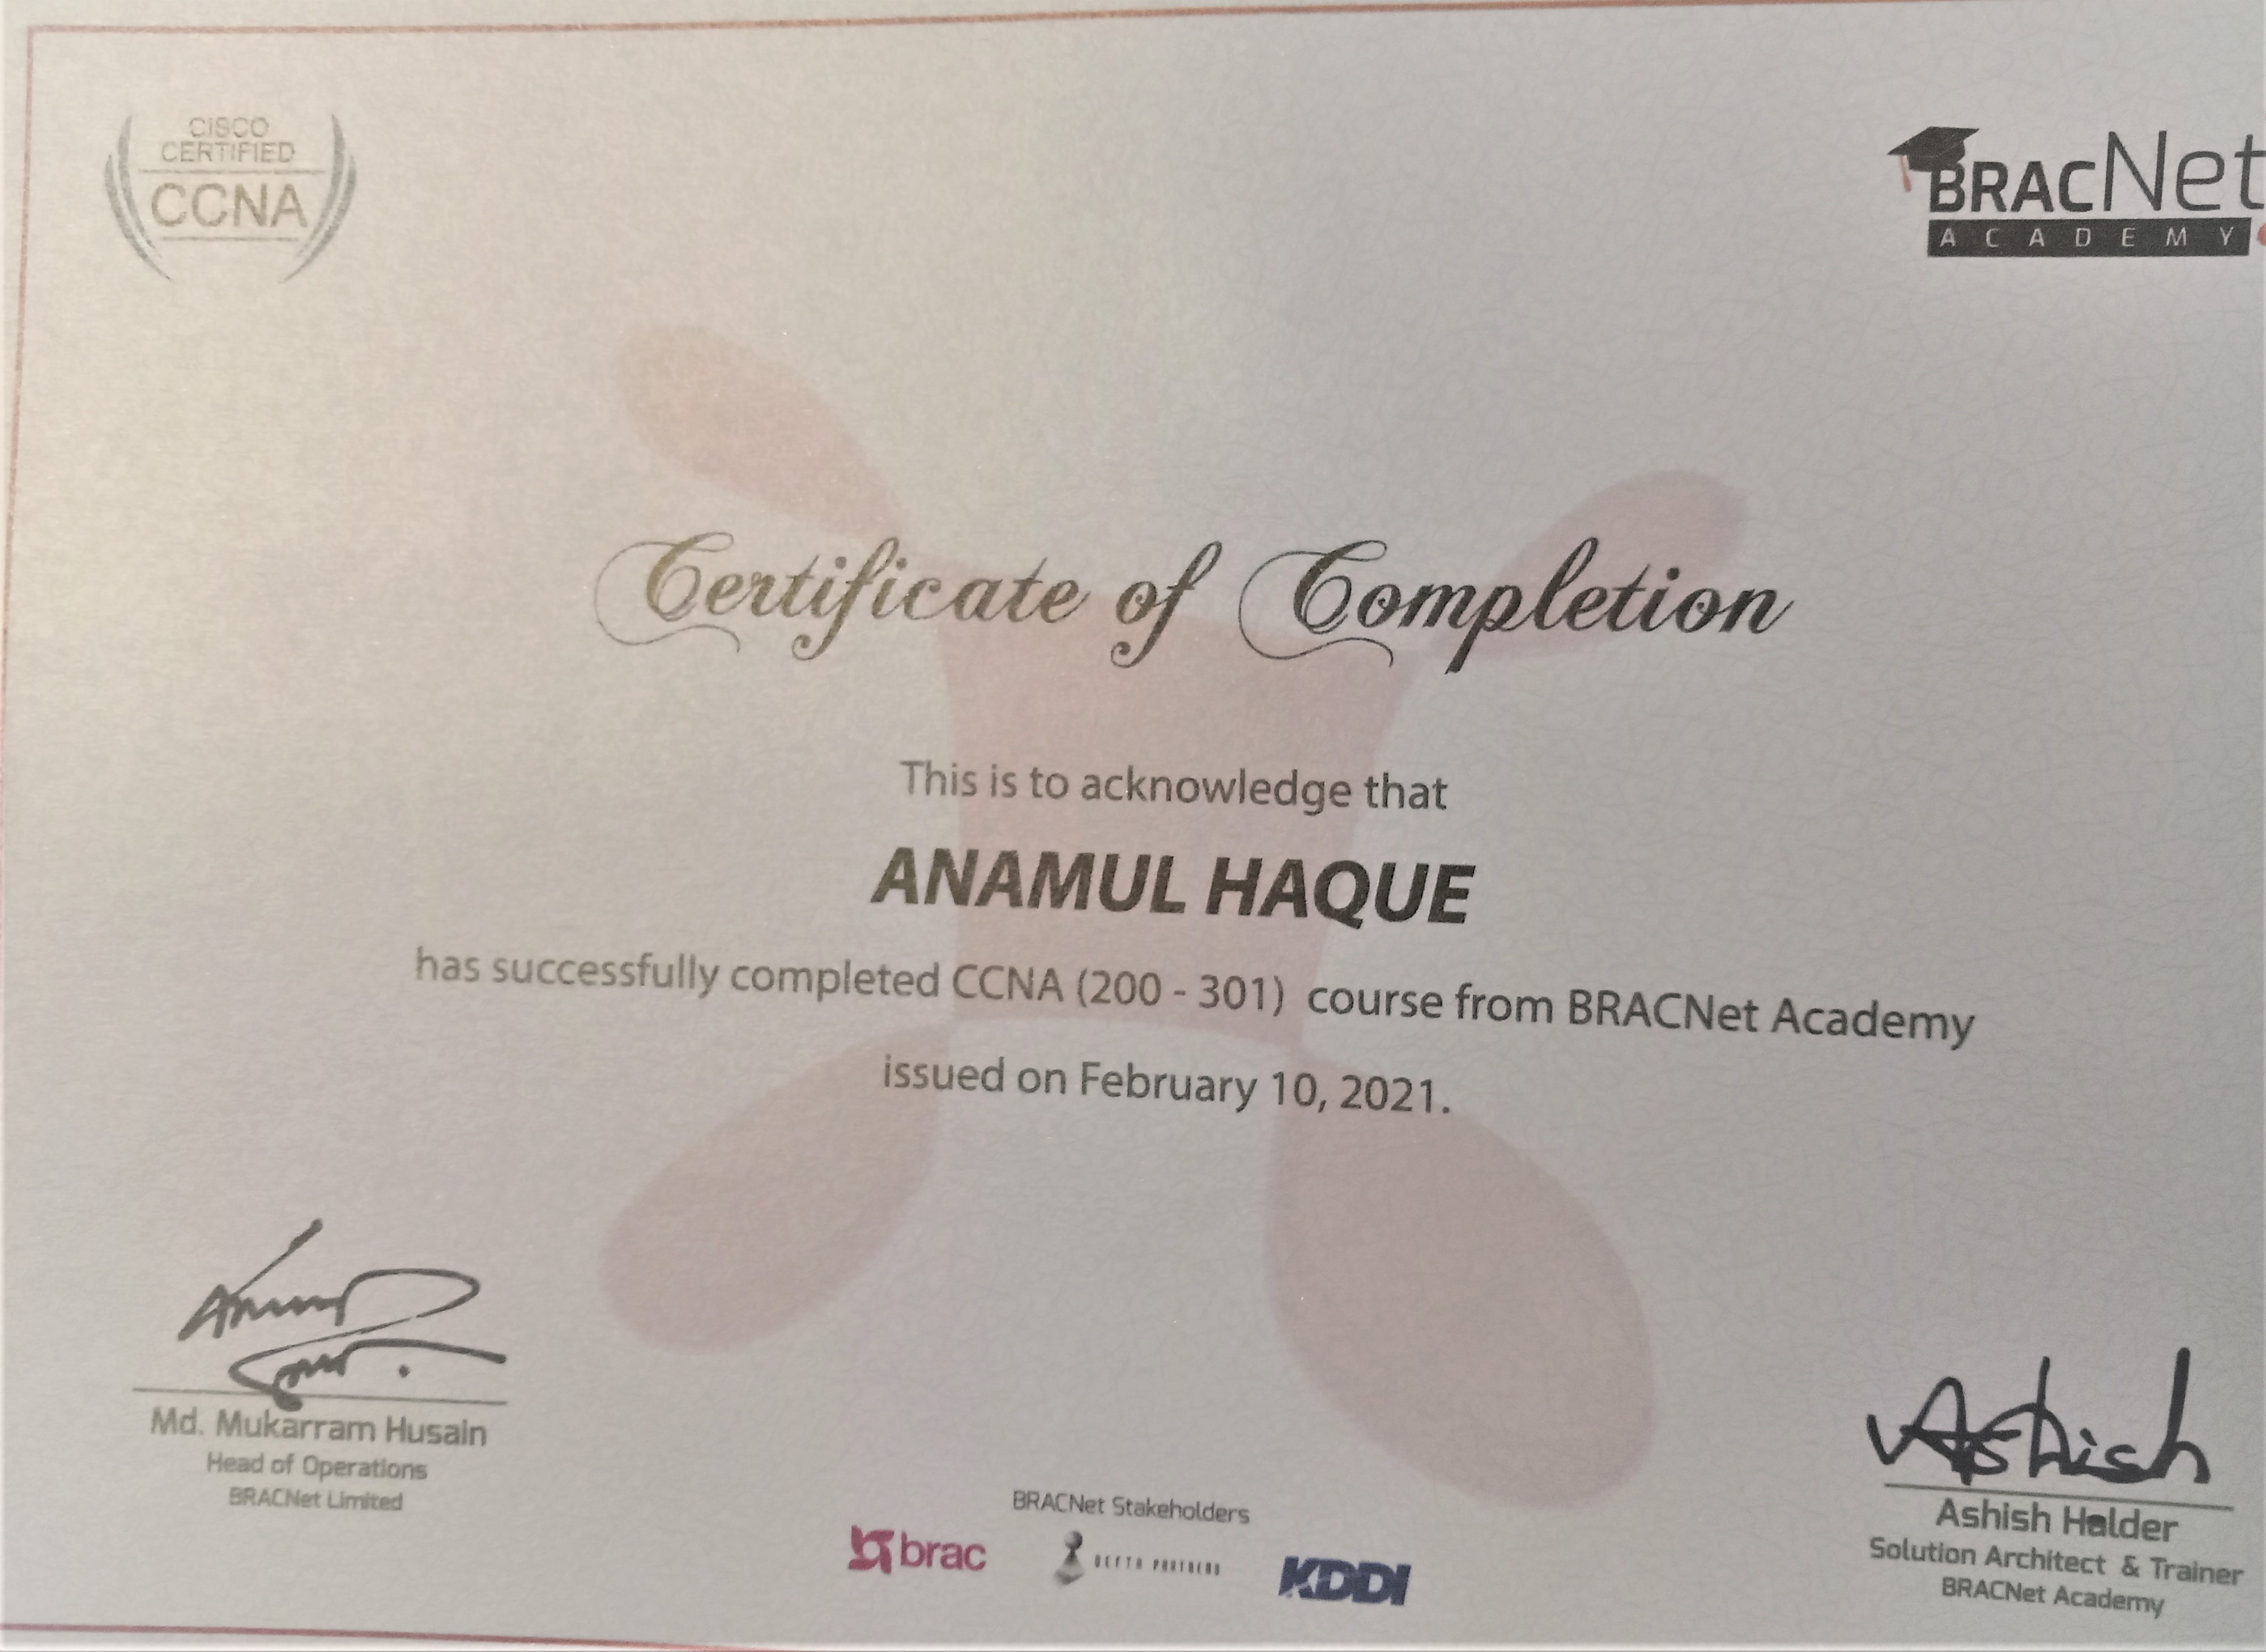 CISCO
CERTIFIED
CCNA
BRACNet
ACADEMY
Certificate of Completion
This is to acknowledge that
ANAMUL HAQUE
has successfully completed CCNA (200 - 301) course from BRACNet Academy
issued on February 10, 2021.
Md. Mukarram Husain
Head of Operations
BRACNet Limited
Ashish
Ashish Halder
Solution Architect & Trainer
BRACNet Academy
BRACNet Stakeholders
brac
DEFTA PARTNERS
KDDI